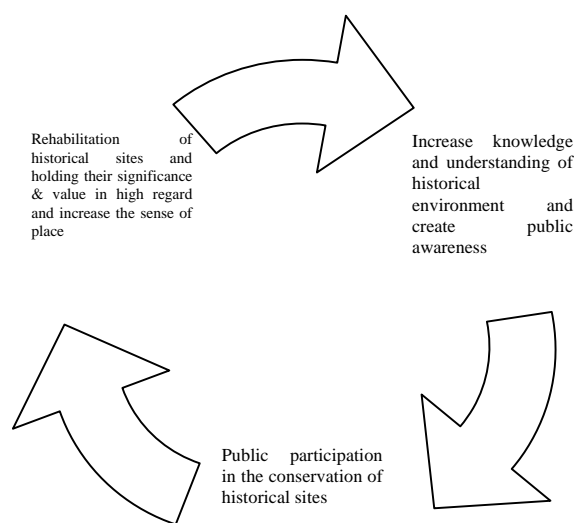 Rehabilitation of
historical sites and
holding their significance
& value in high regard
and increase the sense of
place
Increase knowledge
and understanding of
historical
environment and
create public
awareness
Public participation
in the conservation of
historical sites